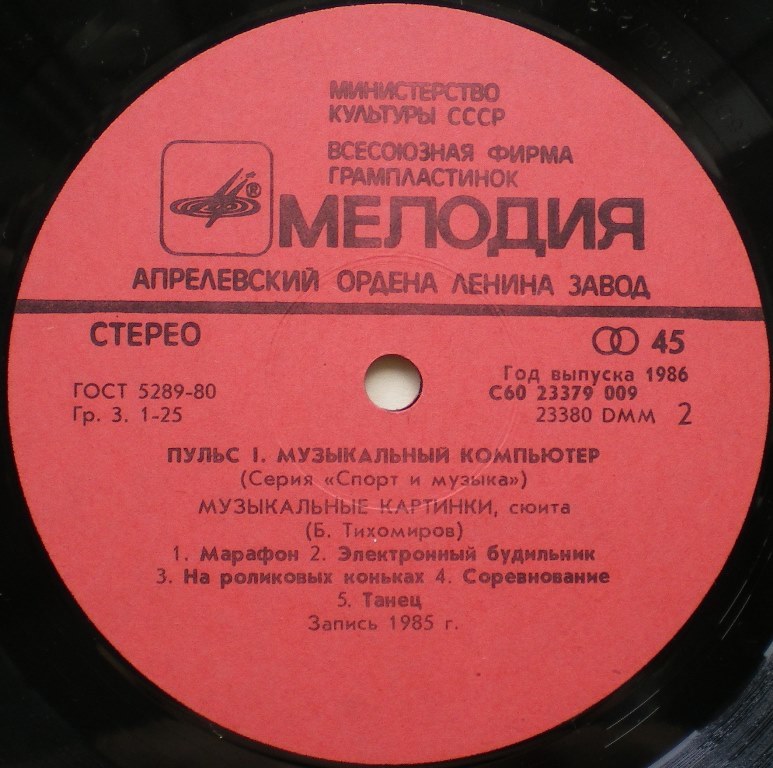 МИНИСТЕРСТВО
КУЛЬТУРЫ СССР
ВСЕСОЮЗНАЯ ФИРМА
ГРАМПЛАСТИНОК
®
МЕЛОДИЯ
АПРЕЛЕВСКИЙ ОРДЕНА ЛЕНИНА ЗАВОД
СТЕРЕО
45
ГОСТ 5289-80
Гр. 3. 1-25
Год выпуска 1986
С60 23379 009
23380 DMM 2
ПУЛЬС I. МУЗЫКАЛЬНЫЙ КОМПЬЮТЕР
(Серия «Спорт и музыка»)
МУЗЫКАЛЬНЫЕ КАРТИНКИ, сюита
(Б. Тихомиров)
1. Марафон 2. Электронный будильник
3. На роликовых коньках 4. Соревнование
5. Танец
Запись 1985 г.